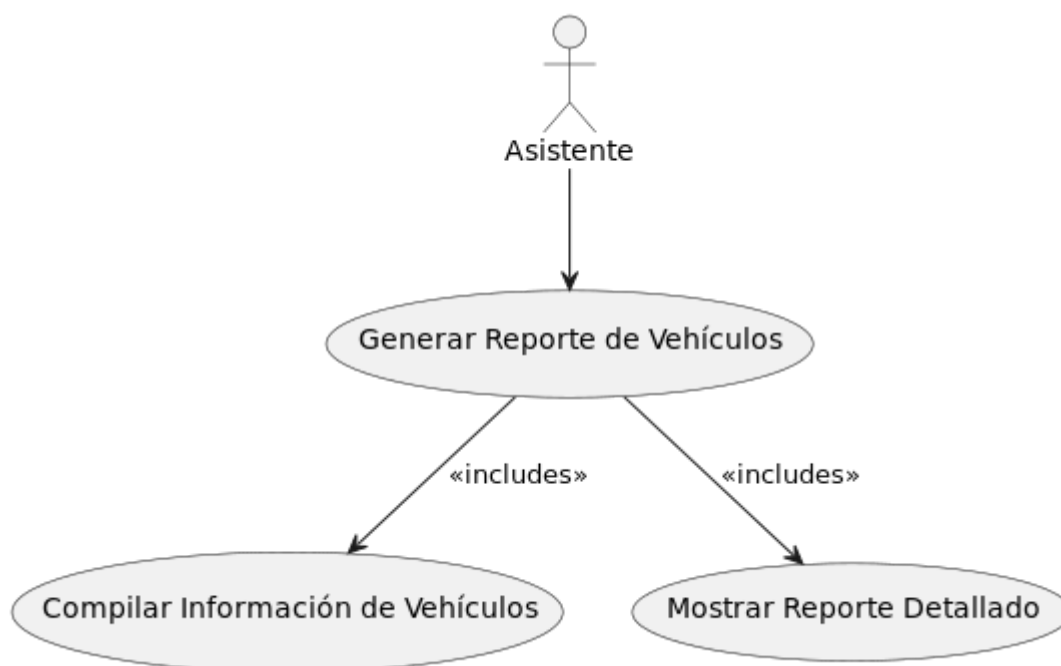 Asistente
Generar Reporte de Vehículos
«includes»
«includes»
Compilar Información de Vehículos
Mostrar Reporte Detallado